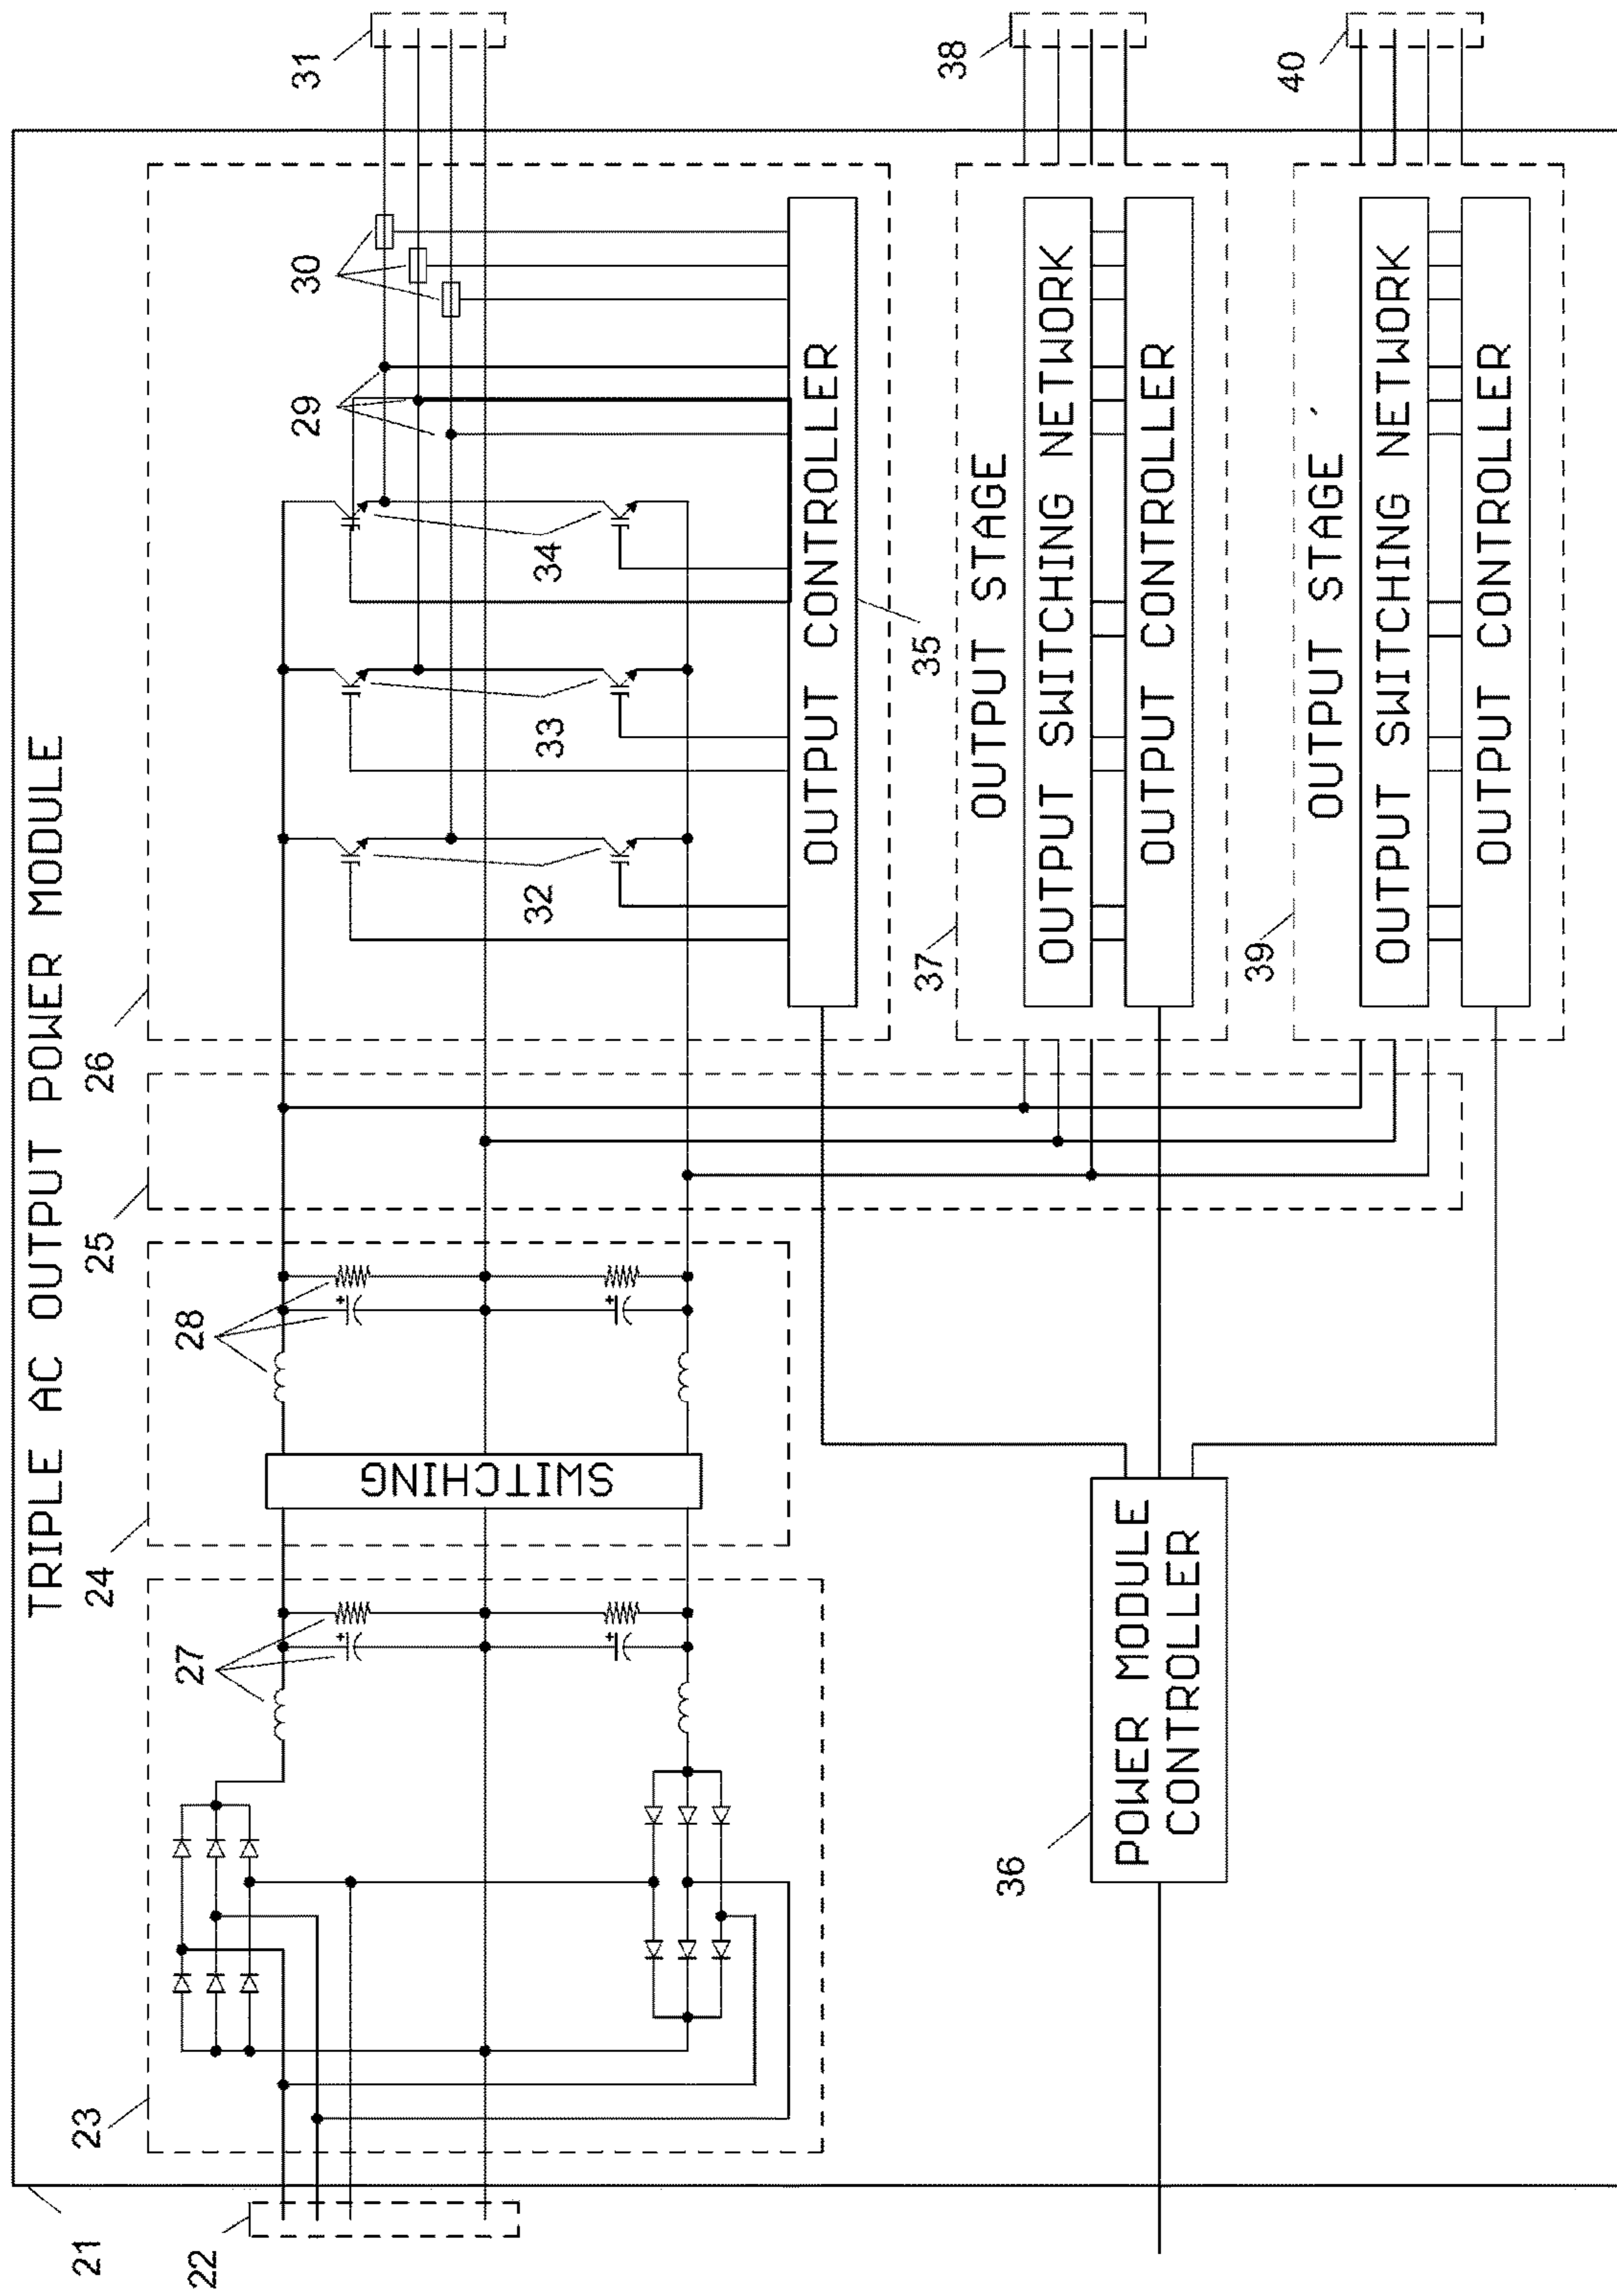 TRIPLE AC OUTPUT POWER MODULE
21
22
23
24
25
26
27
28
29
30
31
32
33
34
35
SWITCHING
OUTPUT CONTROLLER
36
POWER MODULE
CONTROLLER
37
38
OUTPUT STAGE
OUTPUT SWITCHING NETWORK
OUTPUT CONTROLLER
39
40
OUTPUT STAGE
OUTPUT SWITCHING NETWORK
OUTPUT CONTROLLER